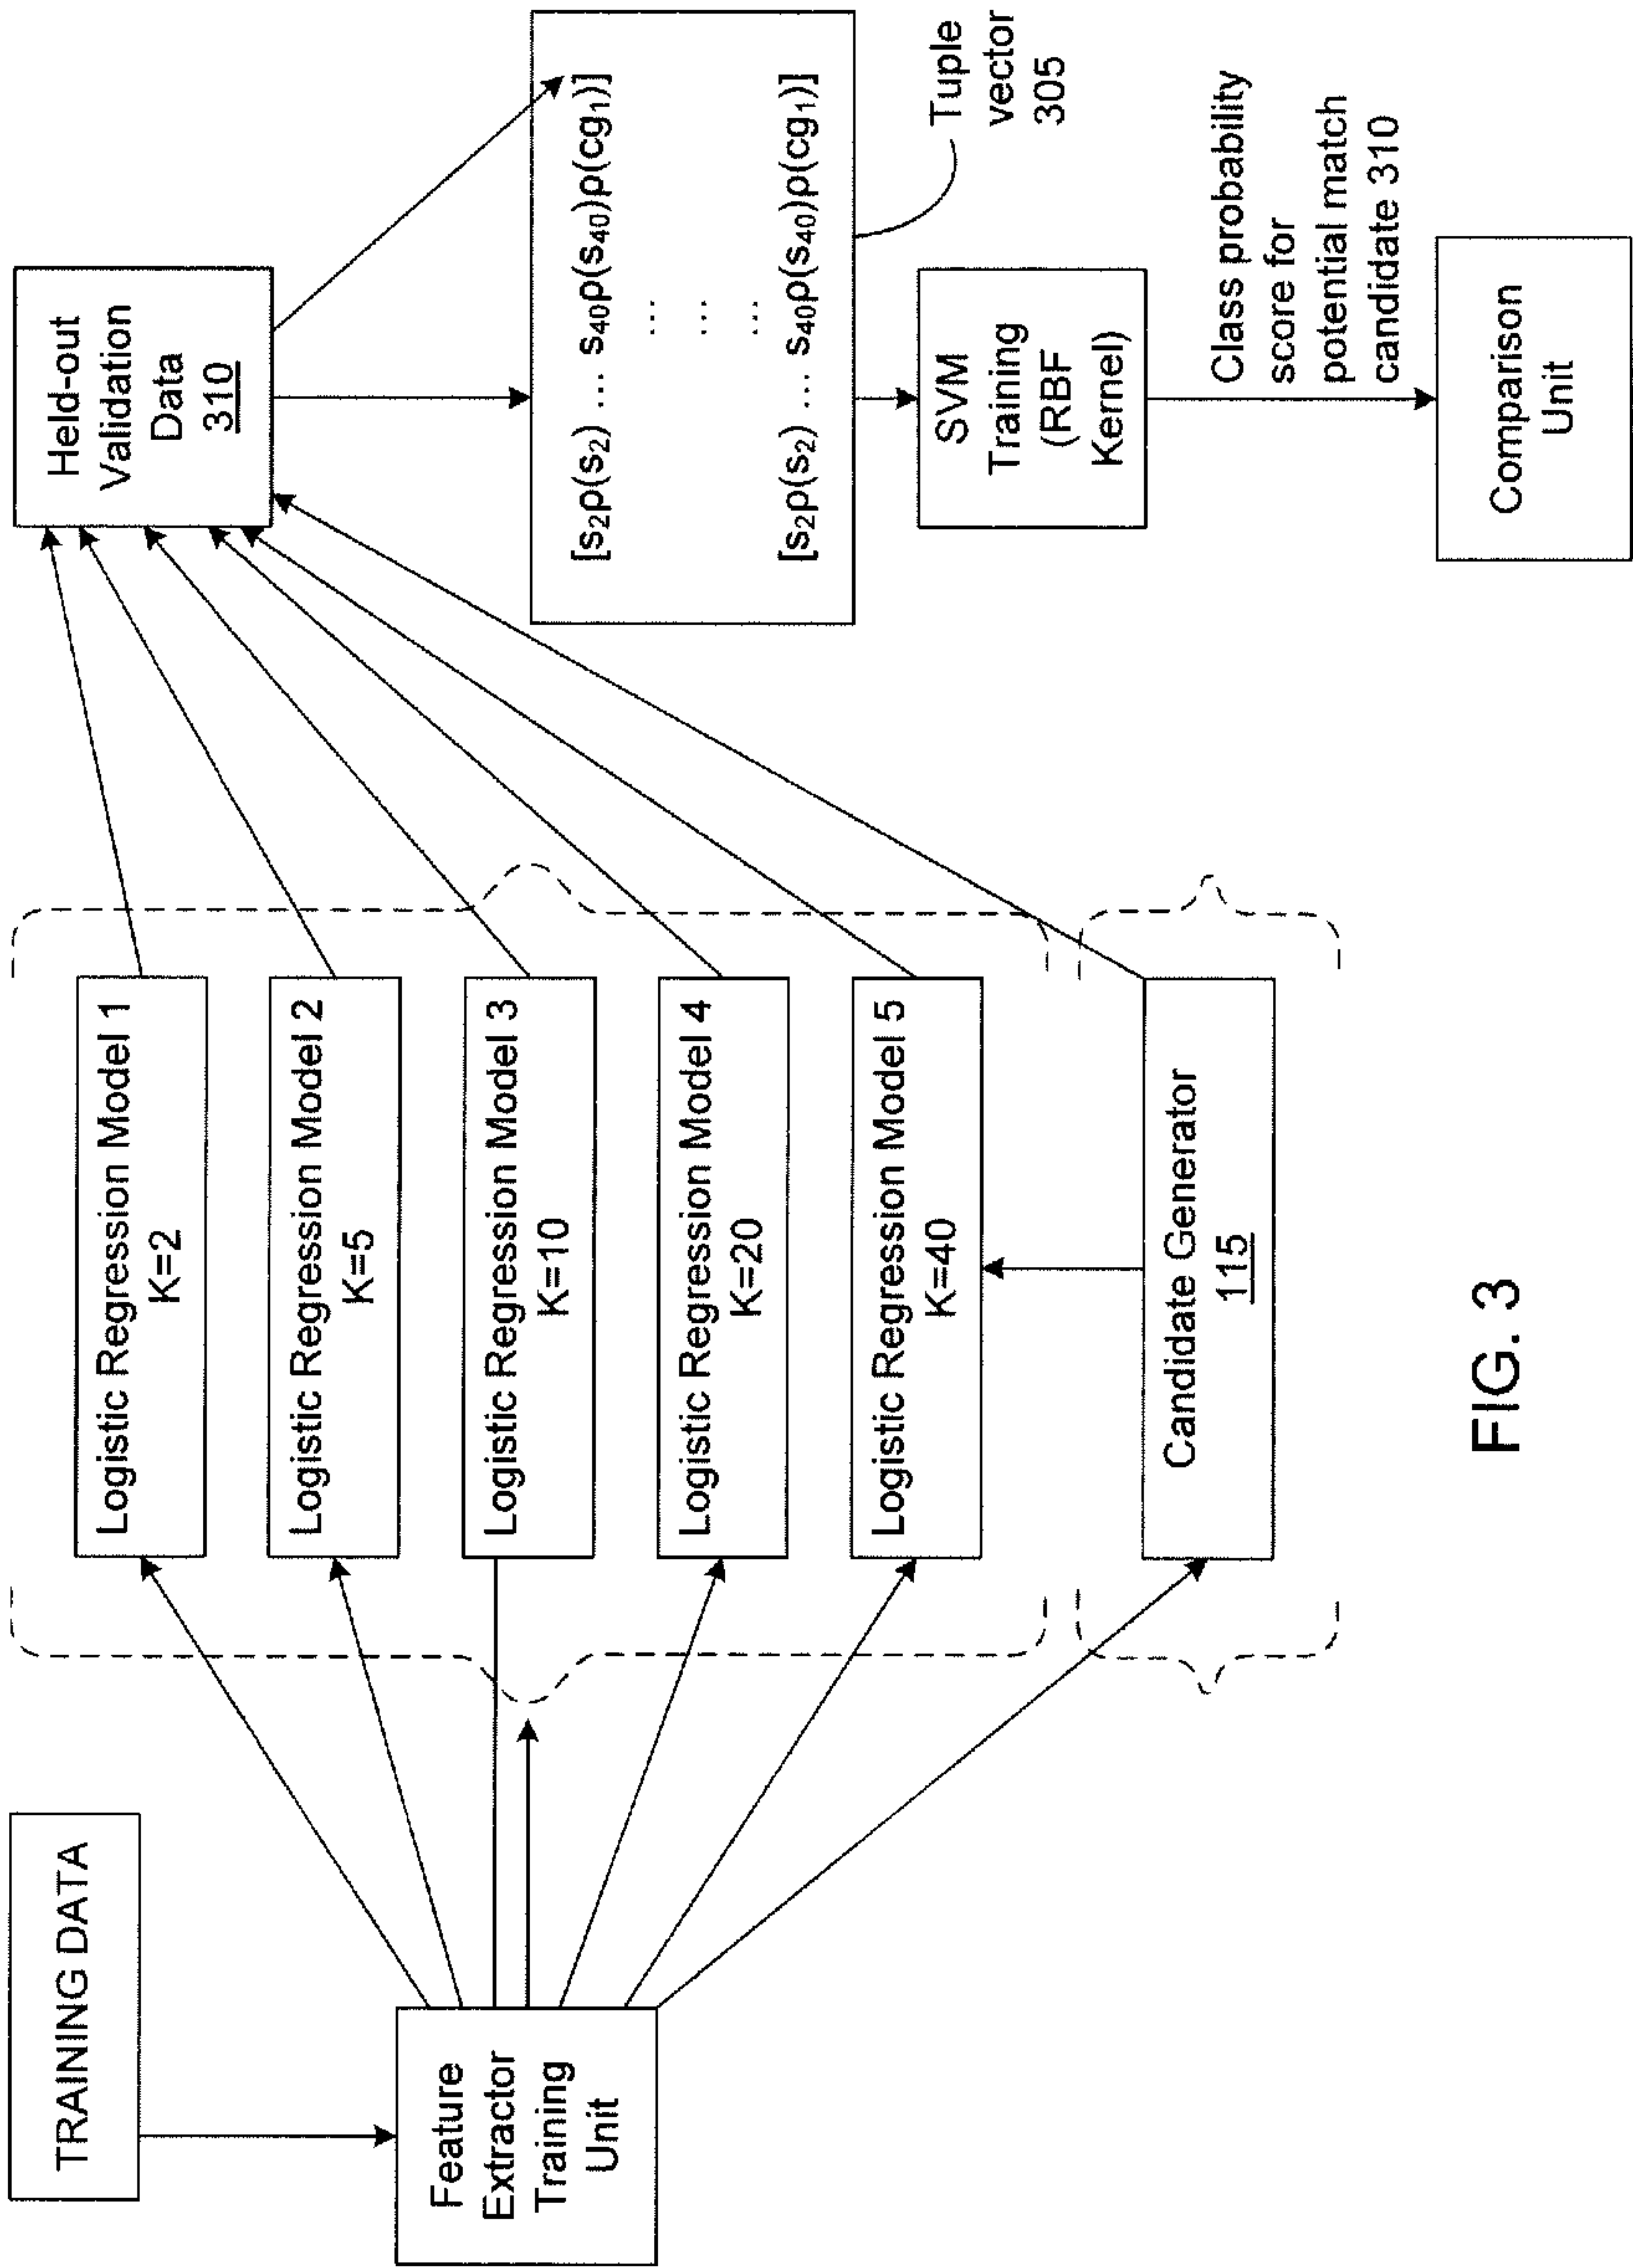 TRAINING DATA
Feature
Extractor
Training
Unit
Logistic Regression Model 1
K=2
Logistic Regression Model 2
K=5
Logistic Regression Model 3
K=10
Logistic Regression Model 4
K=20
Logistic Regression Model 5
K=40
Candidate Generator
115
Held-out
Validation
Data
310
[s₂ρ(s₂) ... s₄₀ρ(s₄₀)ρ(cg₁)]
...
...
...
[s₂ρ(s₂) ... s₄₀ρ(s₄₀)ρ(cg₁)]
Tuple
vector
305
SVM
Training
(RBF
Kernel)
Class probability
score for
potential match
candidate 310
Comparison
Unit
FIG. 3